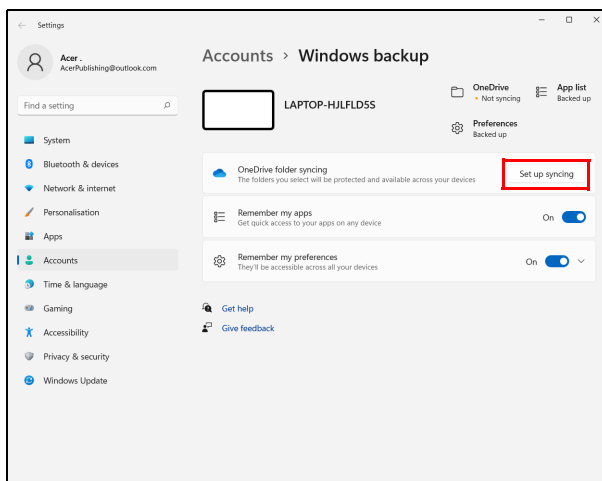 Settings
Acer .
AcerPublishing@outlook.com
Find a setting
System
Bluetooth & devices
Network & internet
Personalisation
Apps
Accounts
Time & language
Gaming
Accessibility
Privacy & security
Windows Update
Accounts > Windows backup
LAPTOP-HJLFLD5S
OneDrive
• Not syncing
App list
Backed up
Preferences
Backed up
OneDrive folder syncing
The folders you select will be protected and available across your devices
Set up syncing
Remember my apps
Get quick access to your apps on any device
On
Remember my preferences
They'll be accessible across all your devices
On
Get help
Give feedback